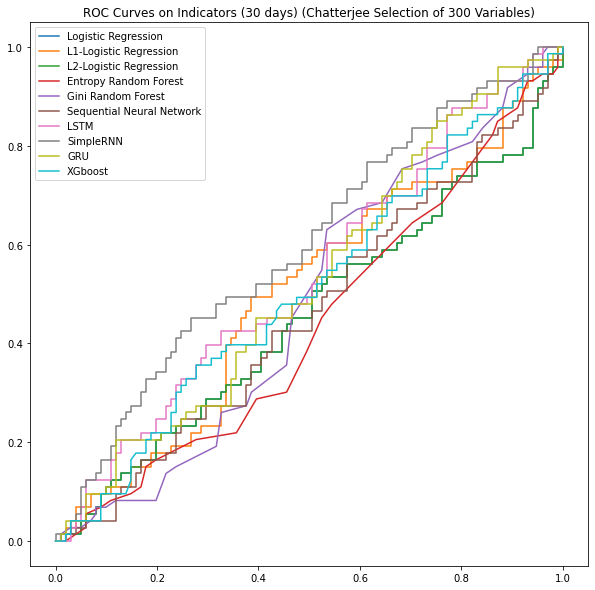 ROC Curves on Indicators (30 days) (Chatterjee Selection of 300 Variables)
Logistic Regression
L1-Logistic Regression
L2-Logistic Regression
Entropy Random Forest
Gini Random Forest
Sequential Neural Network
LSTM
SimpleRNN
GRU
XGboost
1.0
0.8
0.6
0.4
0.2
0.0
0.0 0.2 0.4 0.6 0.8 1.0